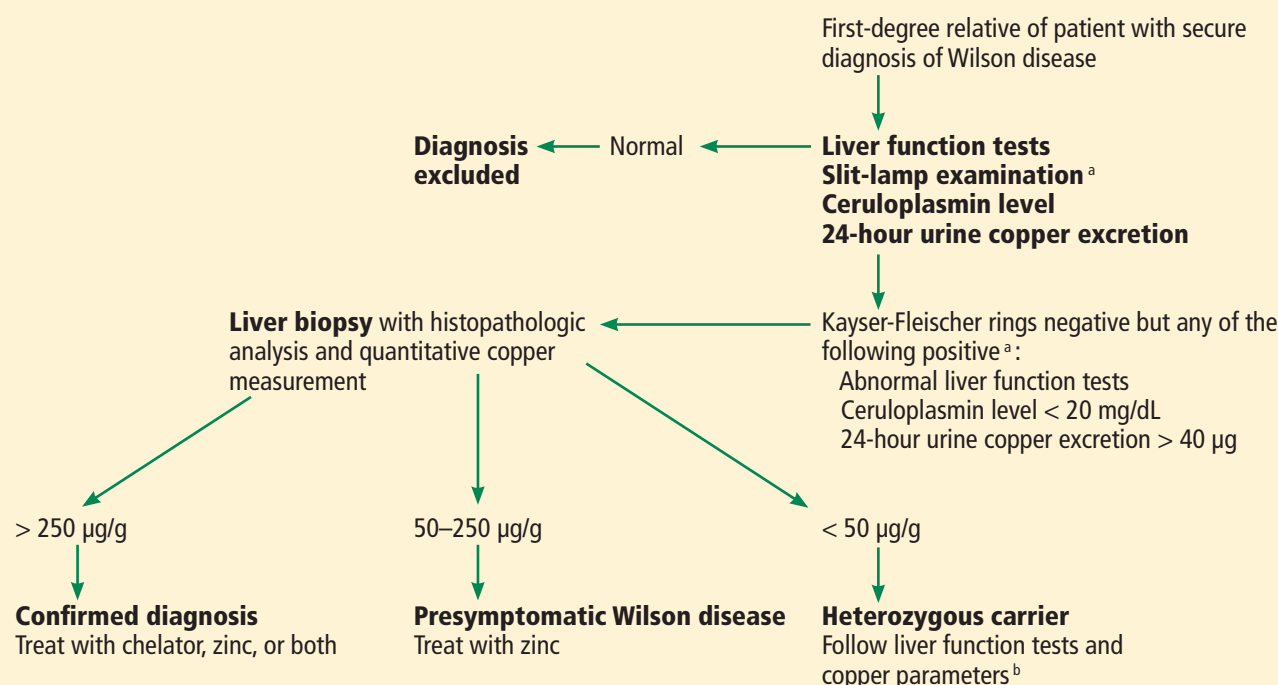 First-degree relative of patient with secure
diagnosis of Wilson disease
Diagnosis
excluded
Normal
Liver function tests
Slit-lamp examination a
Ceruloplasmin level
24-hour urine copper excretion
Liver biopsy with histopathologic
analysis and quantitative copper
measurement
Kayser-Fleischer rings negative but any of the
following positive a :
Abnormal liver function tests
Ceruloplasmin level < 20 mg/dL
24-hour urine copper excretion > 40 µg
> 250 µg/g
50–250 µg/g
< 50 µg/g
Confirmed diagnosis
Treat with chelator, zinc, or both
Presymptomatic Wilson disease
Treat with zinc
Heterozygous carrier
Follow liver function tests and
copper parameters b